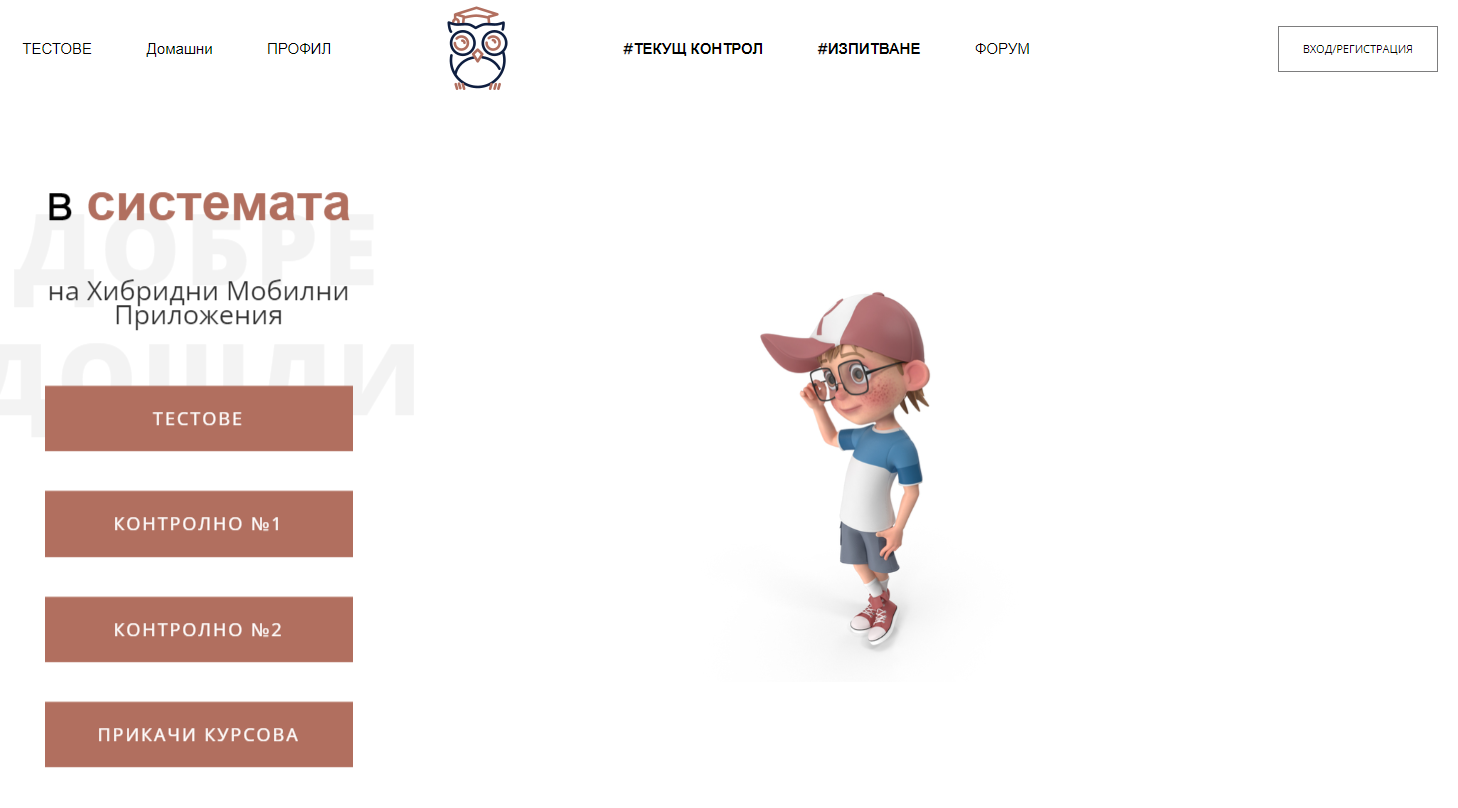 ТЕСТОВЕ
Домашни
ПРОФИЛ
#ТЕКУЩ КОНТРОЛ
#ИЗПИТВАНЕ
ФОРУМ
ВХОД/РЕГИСТРАЦИЯ
ДОБРЕ
ДОШЛИ
в системата
на Хибридни Мобилни
Приложения
ТЕСТОВЕ
КОНТРОЛНО №1
КОНТРОЛНО №2
ПРИКАЧИ КУРСОВА